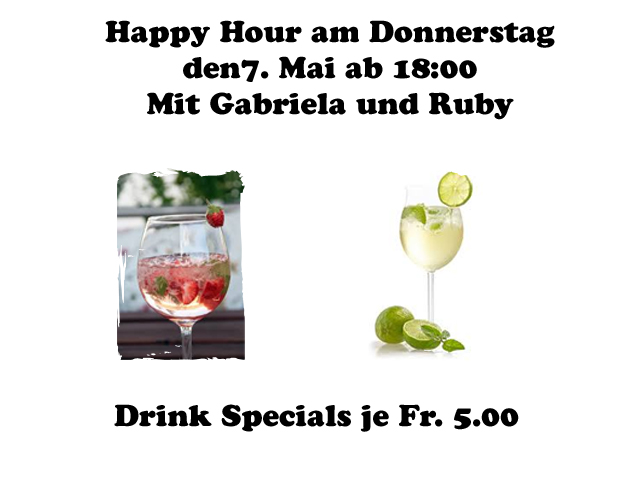 Happy Hour am Donnerstag
den7. Mai ab 18:00
Mit Gabriela und Ruby
Drink Specials je Fr. 5.00